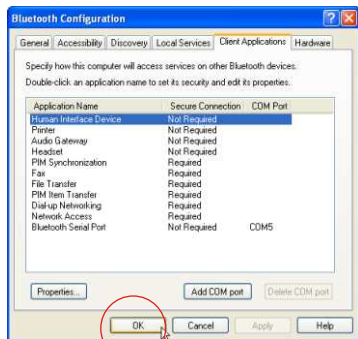 Bluetooth Configuration
General Accessibility Discovery Local Services Client Applications Hardware
Specify how this computer will access services on other Bluetooth devices.
Double-click an application name to set its security and edit its properties.
Application Name Secure Connection COM Port
Human Interface Device Not Required
Printer Not Required
Audio Gateway Not Required
Headset Not Required
PIM Synchronization Required
Fax Required
File Transfer Required
PIM Item Transfer Required
Dial-up Networking Required
Network Access Required
Bluetooth Serial Port Not Required COM5
Properties... Add COM port Delete COM port
OK Cancel Apply Help